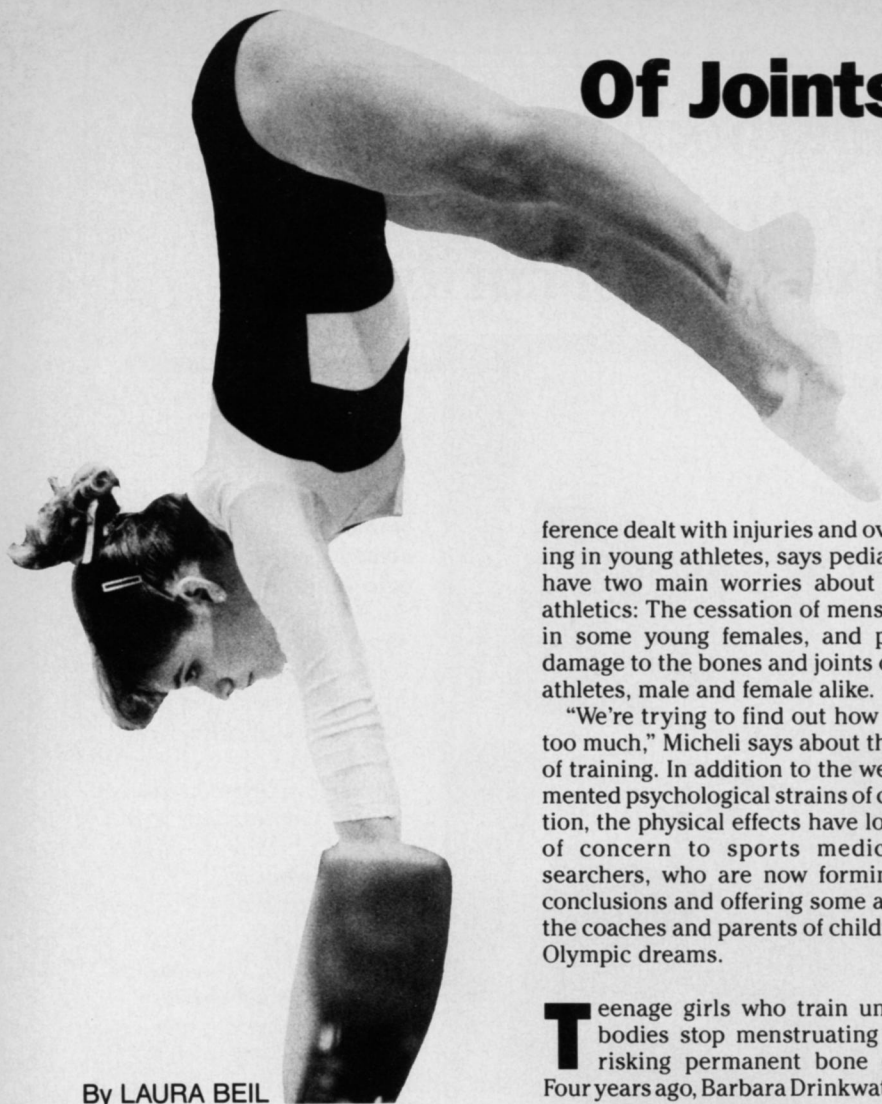 Of Joints
ference dealt with injuries and ov
ing in young athletes, says pedia
have two main worries about
athletics: The cessation of mens
in some young females, and p
damage to the bones and joints o
athletes, male and female alike.
"We're trying to find out how
too much," Micheli says about th
of training. In addition to the we
mented psychological strains of c
tion, the physical effects have lo
of concern to sports medic
searchers, who are now formin
conclusions and offering some a
the coaches and parents of child
Olympic dreams.
Teenage girls who train un
bodies stop menstruating
risking permanent bone
Four years ago, Barbara Drinkwat
By LAURA BEIL